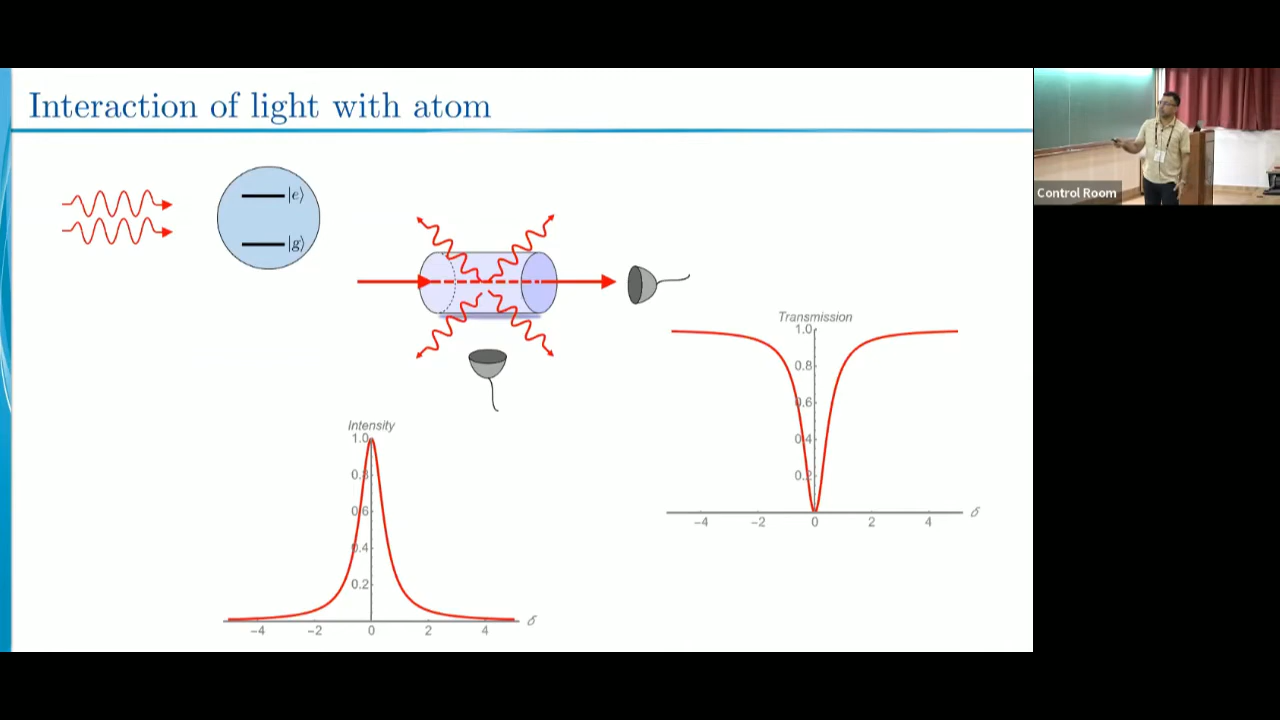 Interaction of light with atom
|e⟩
|g⟩
Control Room
Transmission
1.0
0.8
0.6
0.4
0.2
−4 −2 0 2 4 δ
Intensity
1.0
0.8
0.6
0.4
0.2
−4 −2 0 2 4 δ